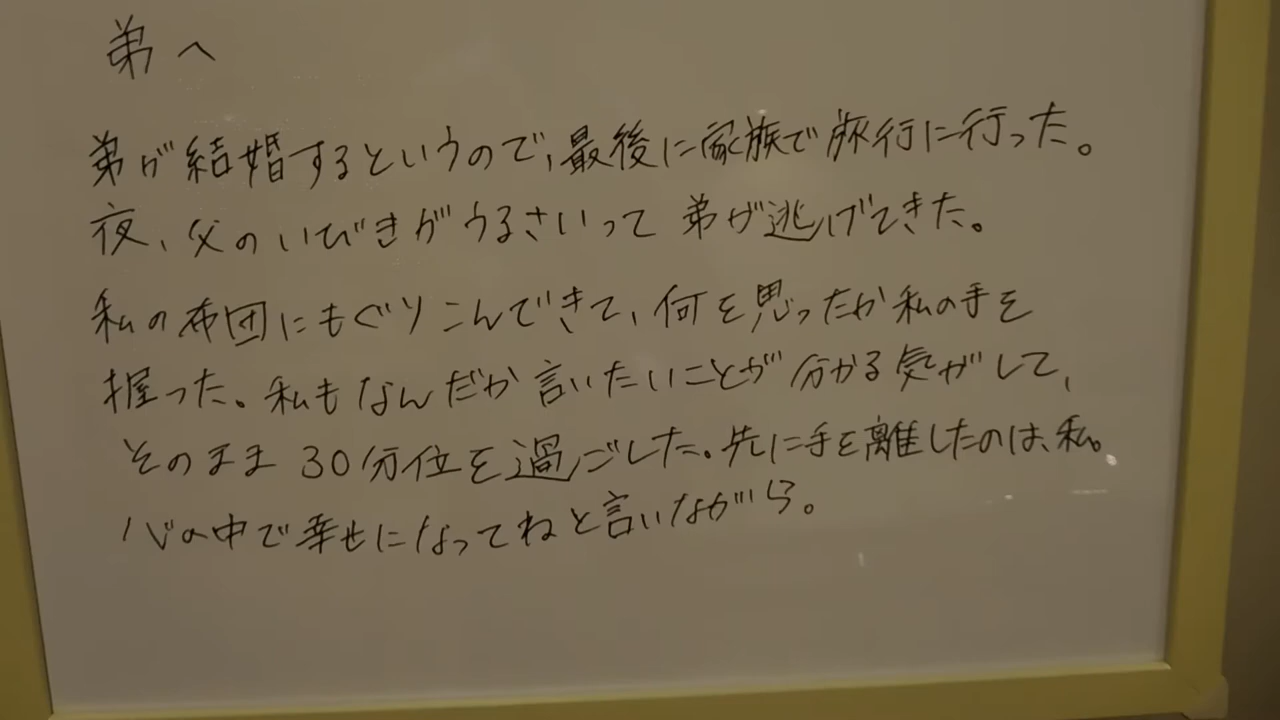 弟へ
弟が結婚するというので、最後に家族で旅行に行った。
夜、父のいびきがうるさいって弟が逃げてきた。
私の布団にもぐりこんできて、何を思ったか私の手を
握った。私もなんだか言いたいことが分かる気がして、
そのまま30分位を過ごした。先に手を離したのは、私。
心の中で幸せになってねと言いながら。